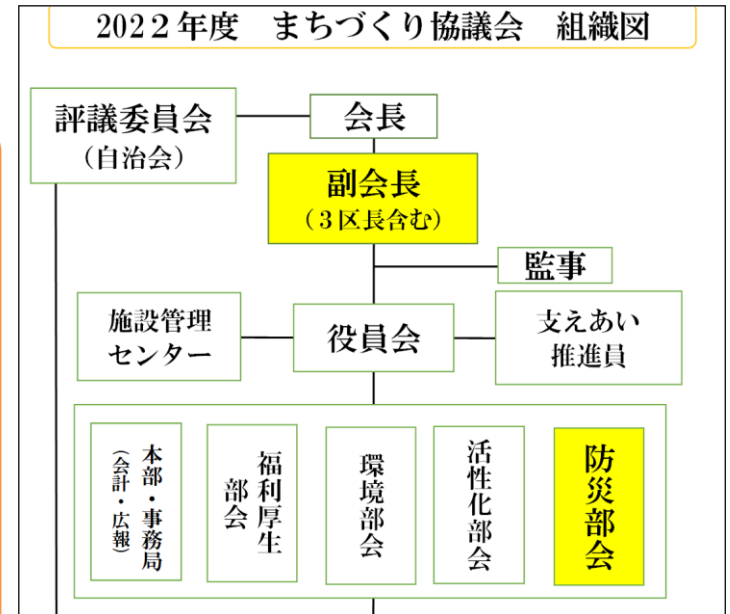 2022年度　まちづくり協議会　組織図
評議委員会
（自治会）
会長
副会長
（３区長含む）
監事
施設管理
センター
役員会
支えあい
推進員
本部・事務局
（会計・広報）
福利厚生
部会
環境部会
活性化部会
防災部会